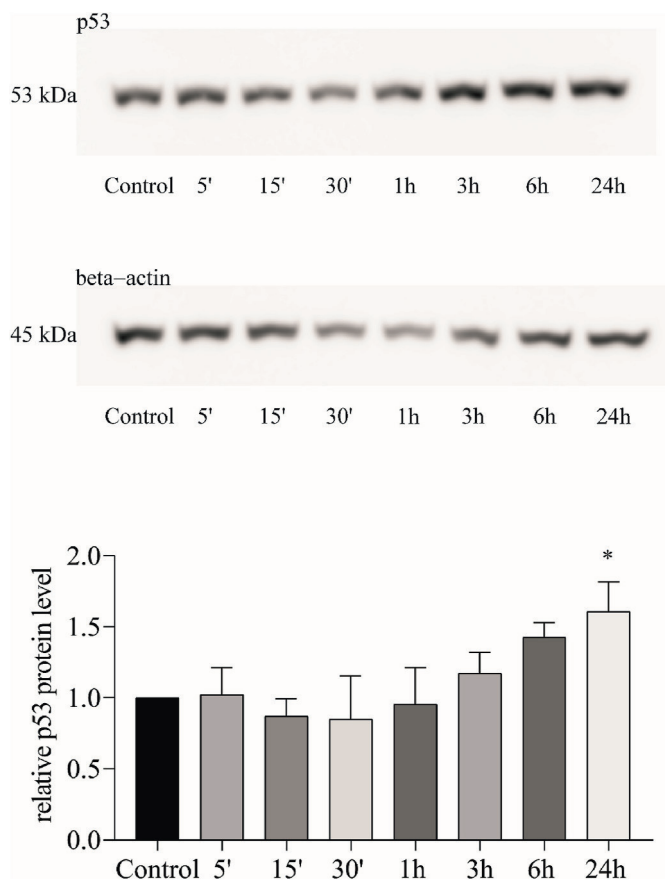 p53
53 kDa
Control 5' 15' 30' 1h 3h 6h 24h
beta–actin
45 kDa
Control 5' 15' 30' 1h 3h 6h 24h
relative p53 protein level
2.0
1.5
1.0
0.5
0.0
*
Control 5' 15' 30' 1h 3h 6h 24h